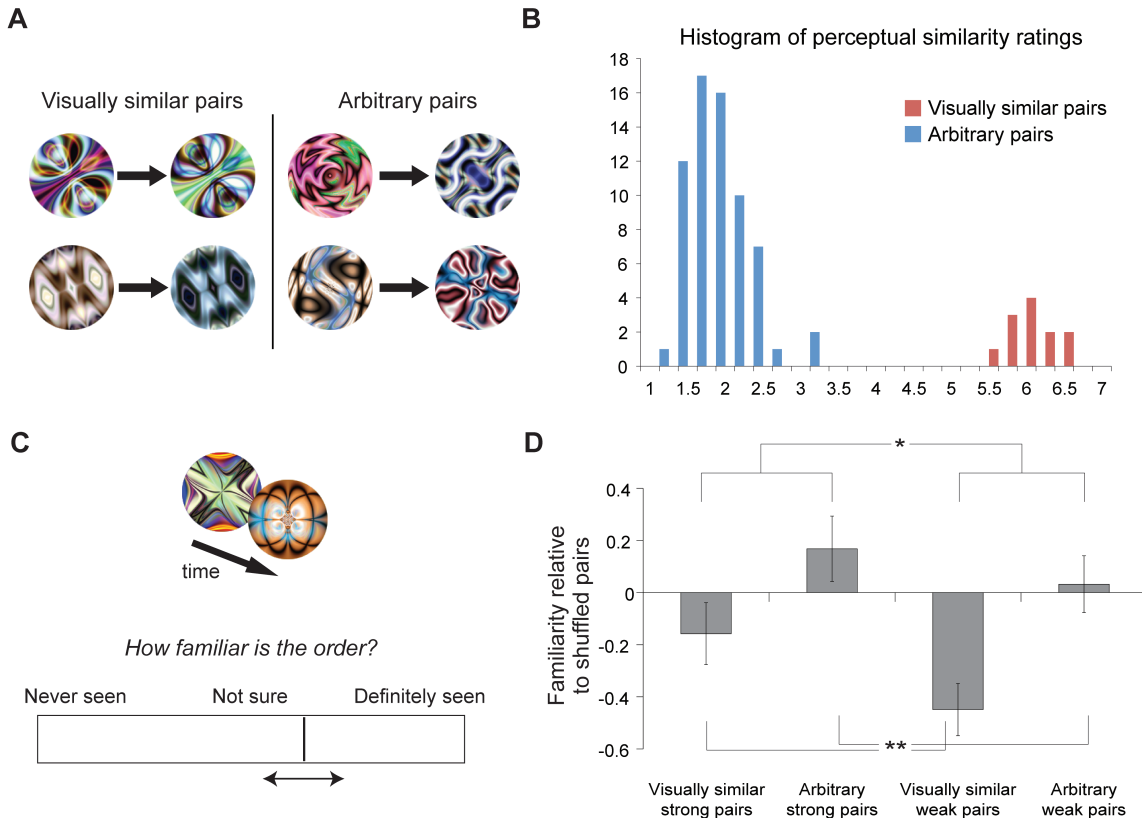 A
Visually similar pairs
Arbitrary pairs
B
Histogram of perceptual similarity ratings
18
16
14
12
10
8
6
4
2
0
1 1.5 2 2.5 3 3.5 4 4.5 5 5.5 6 6.5 7
Visually similar pairs
Arbitrary pairs
C
time
How familiar is the order?
Never seen Not sure Definitely seen
D
*
0.4
0.2
0
-0.2
-0.4
-0.6
Familiarity relative
to shuffled pairs
**
Visually similar
strong pairs
Arbitrary
strong pairs
Visually similar
weak pairs
Arbitrary
weak pairs